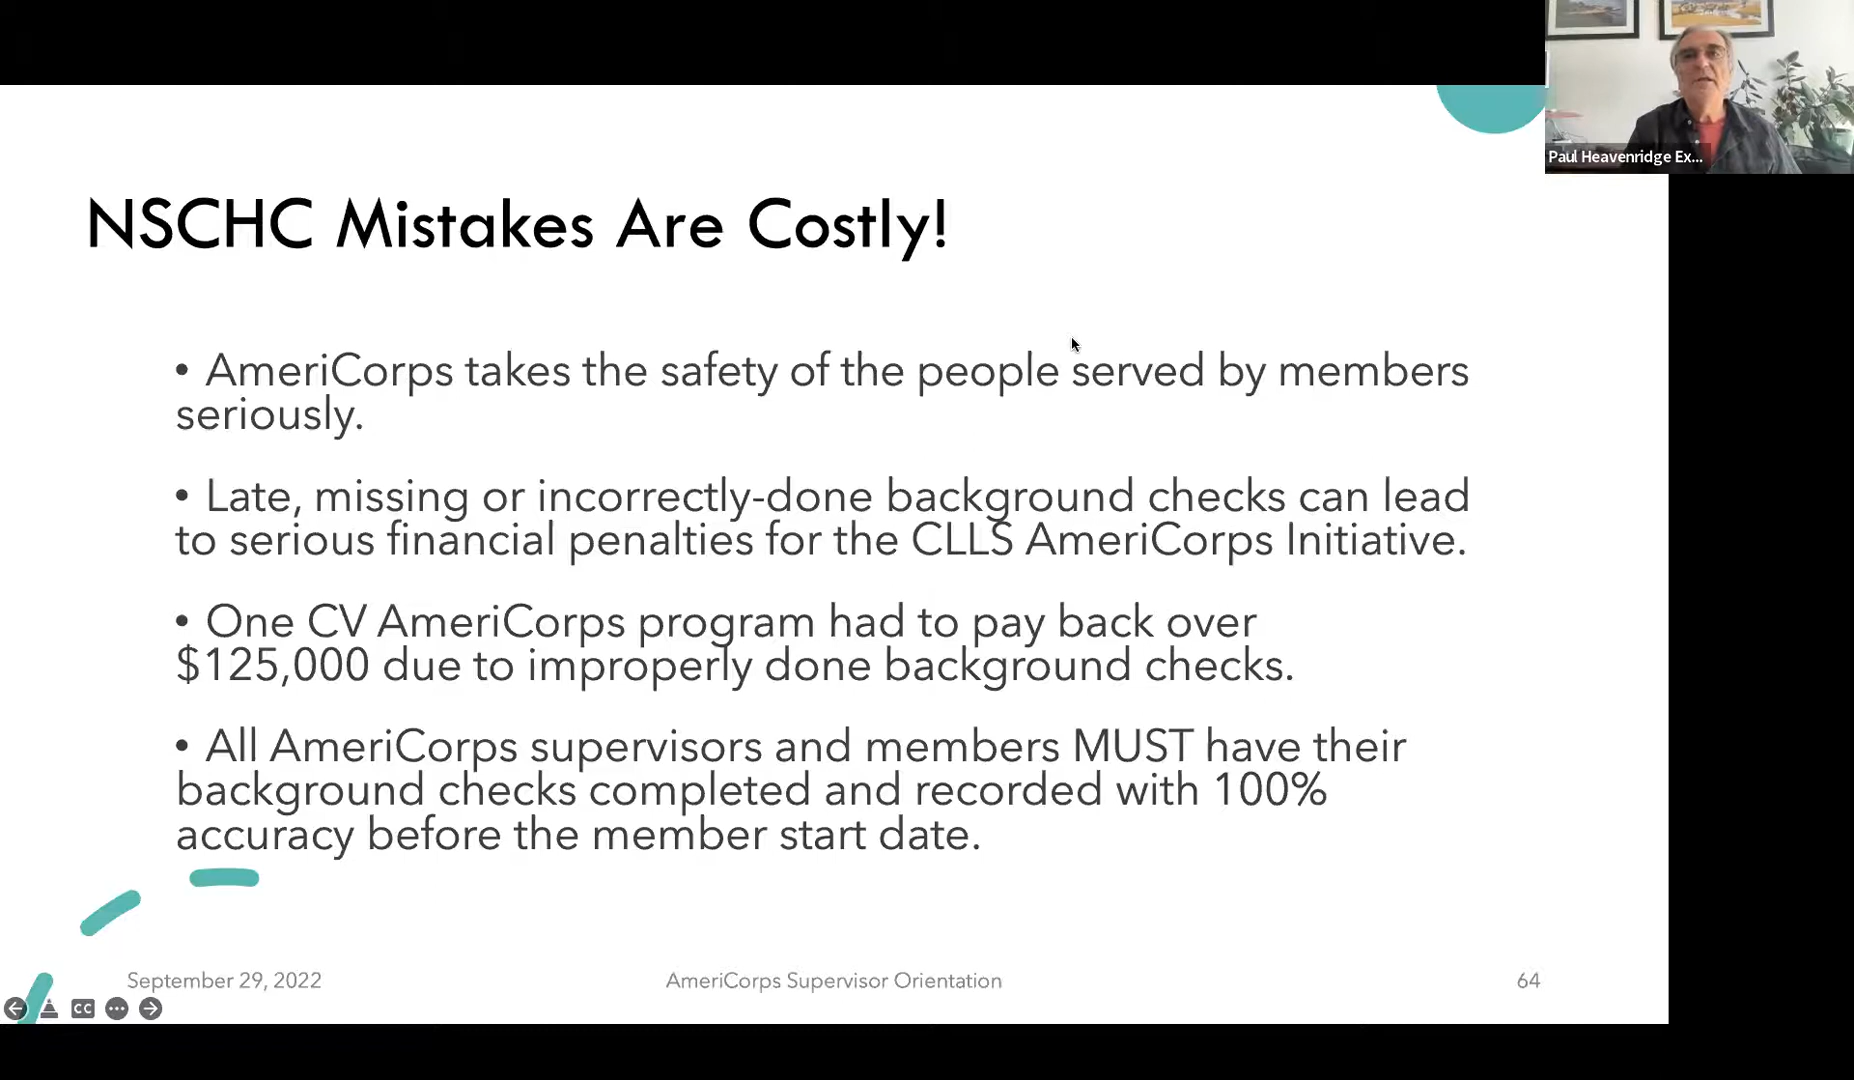 Paul Heavenridge Ex...
NSCHC Mistakes Are Costly!
• AmeriCorps takes the safety of the people served by members
seriously.
• Late, missing or incorrectly-done background checks can lead
to serious financial penalties for the CLLS AmeriCorps Initiative.
• One CV AmeriCorps program had to pay back over
$125,000 due to improperly done background checks.
• All AmeriCorps supervisors and members MUST have their
background checks completed and recorded with 100%
accuracy before the member start date.
September 29, 2022
AmeriCorps Supervisor Orientation
64
CC